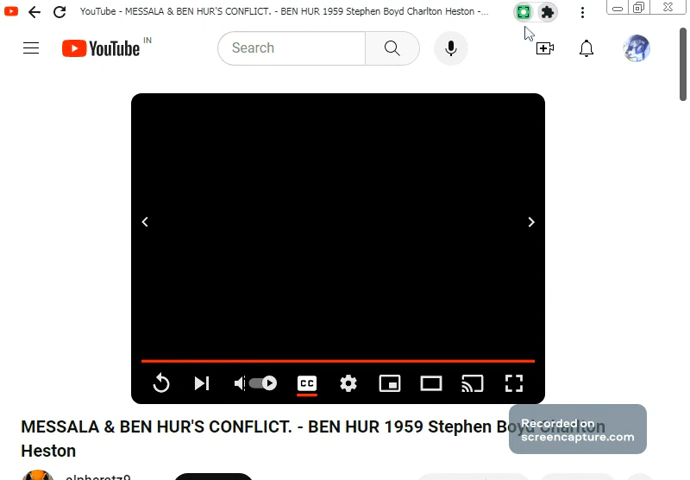 YouTube - MESSALA & BEN HUR'S CONFLICT. - BEN HUR 1959 Stephen Boyd Charlton Heston -...
YouTube IN
Search
CC
MESSALA & BEN HUR'S CONFLICT. - BEN HUR 1959 Stephen Boyd Charlton
Heston
Recorded on
screencapture.com